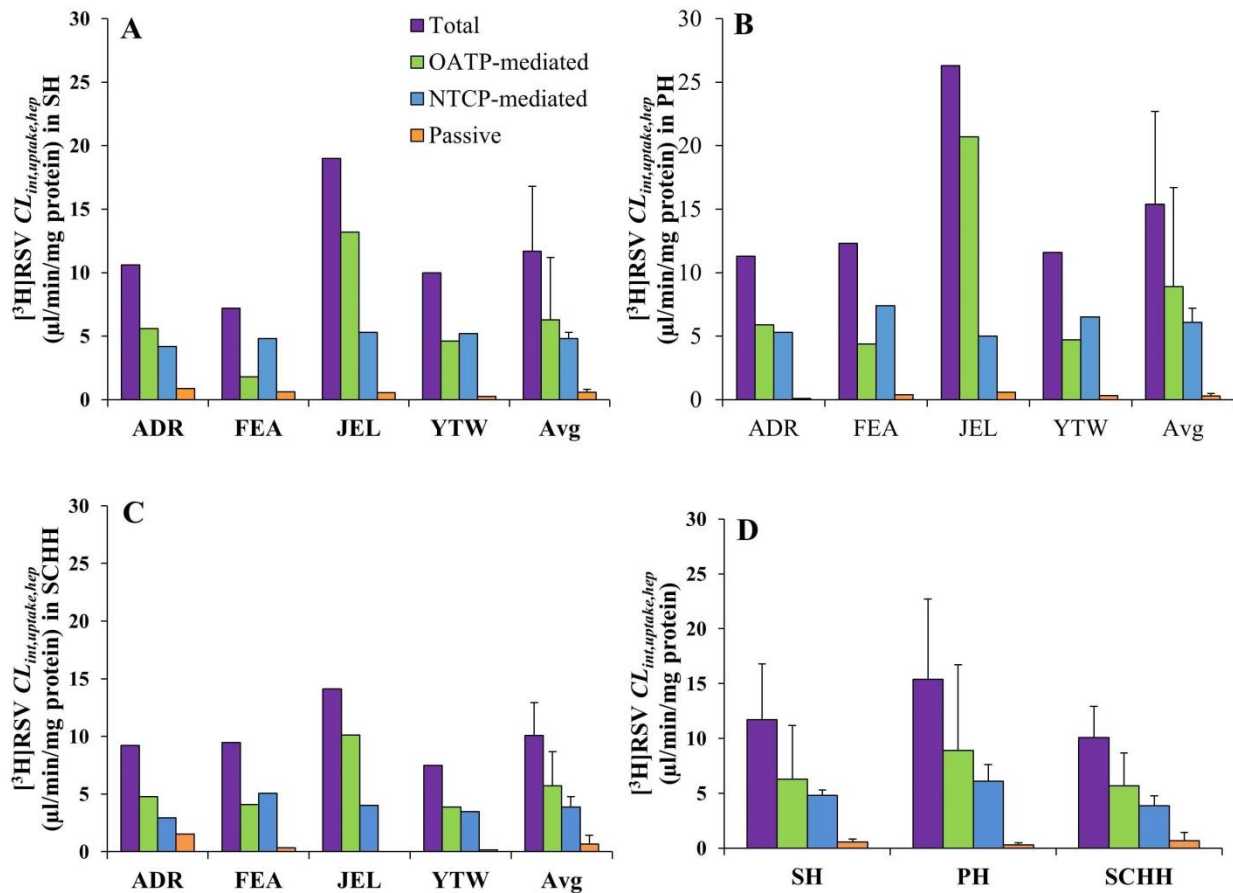 A
[³H]RSV CLint,uptake,hep
(µl/min/mg protein) in SH
30
25
20
15
10
5
0
Total
OATP-mediated
NTCP-mediated
Passive
ADR FEA JEL YTW Avg
B
[³H]RSV CLint,uptake,hep
(µl/min/mg protein) in PH
30
25
20
15
10
5
0
ADR FEA JEL YTW Avg
C
[³H]RSV CLint,uptake,hep
(µl/min/mg protein) in SCHH
30
25
20
15
10
5
0
ADR FEA JEL YTW Avg
D
[³H]RSV CLint,uptake,hep
(µl/min/mg protein)
30
25
20
15
10
5
0
SH PH SCHH